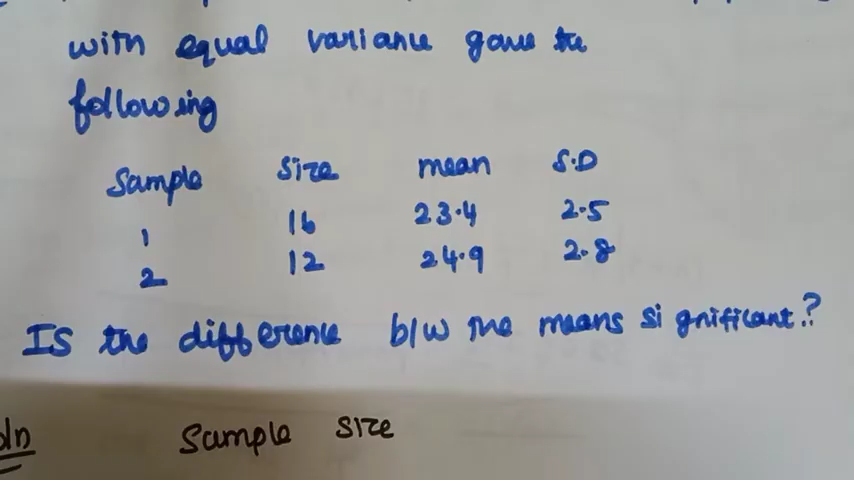 with equal variance gave the
following
Sample Size mean S.D
1 16 23.4 2.5
2 12 24.9 2.8
Is the difference b/w the means significant?
Sample size